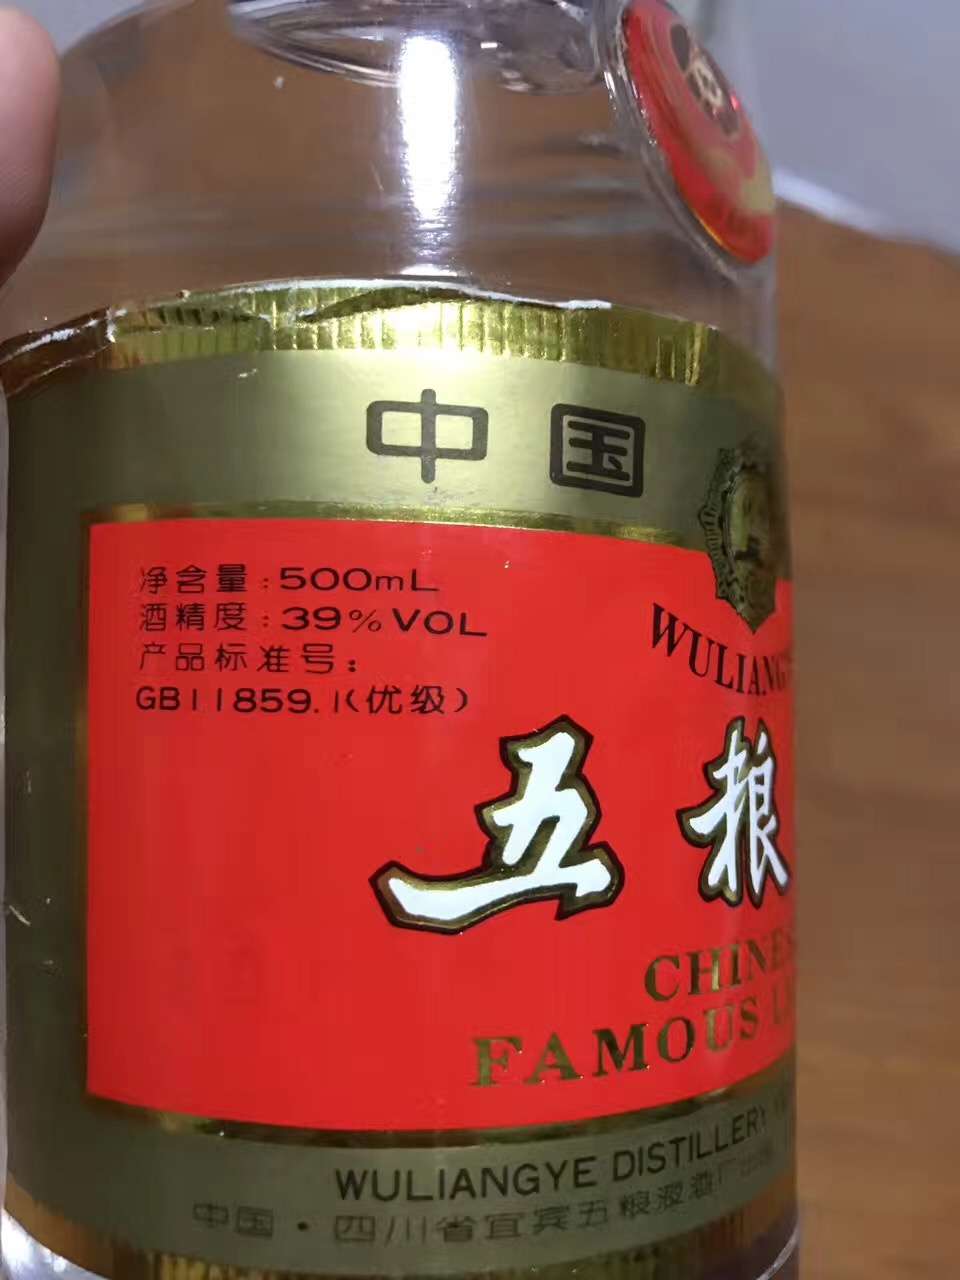 中国
净含量：500mL
酒精度：39%VOL
产品标准号：
GB11859.1(优级)
WULIANG
五粮
CHINES
FAMOUS
WULIANGYE DISTILLERY
中国·四川省宜宾五粮液酒厂出品